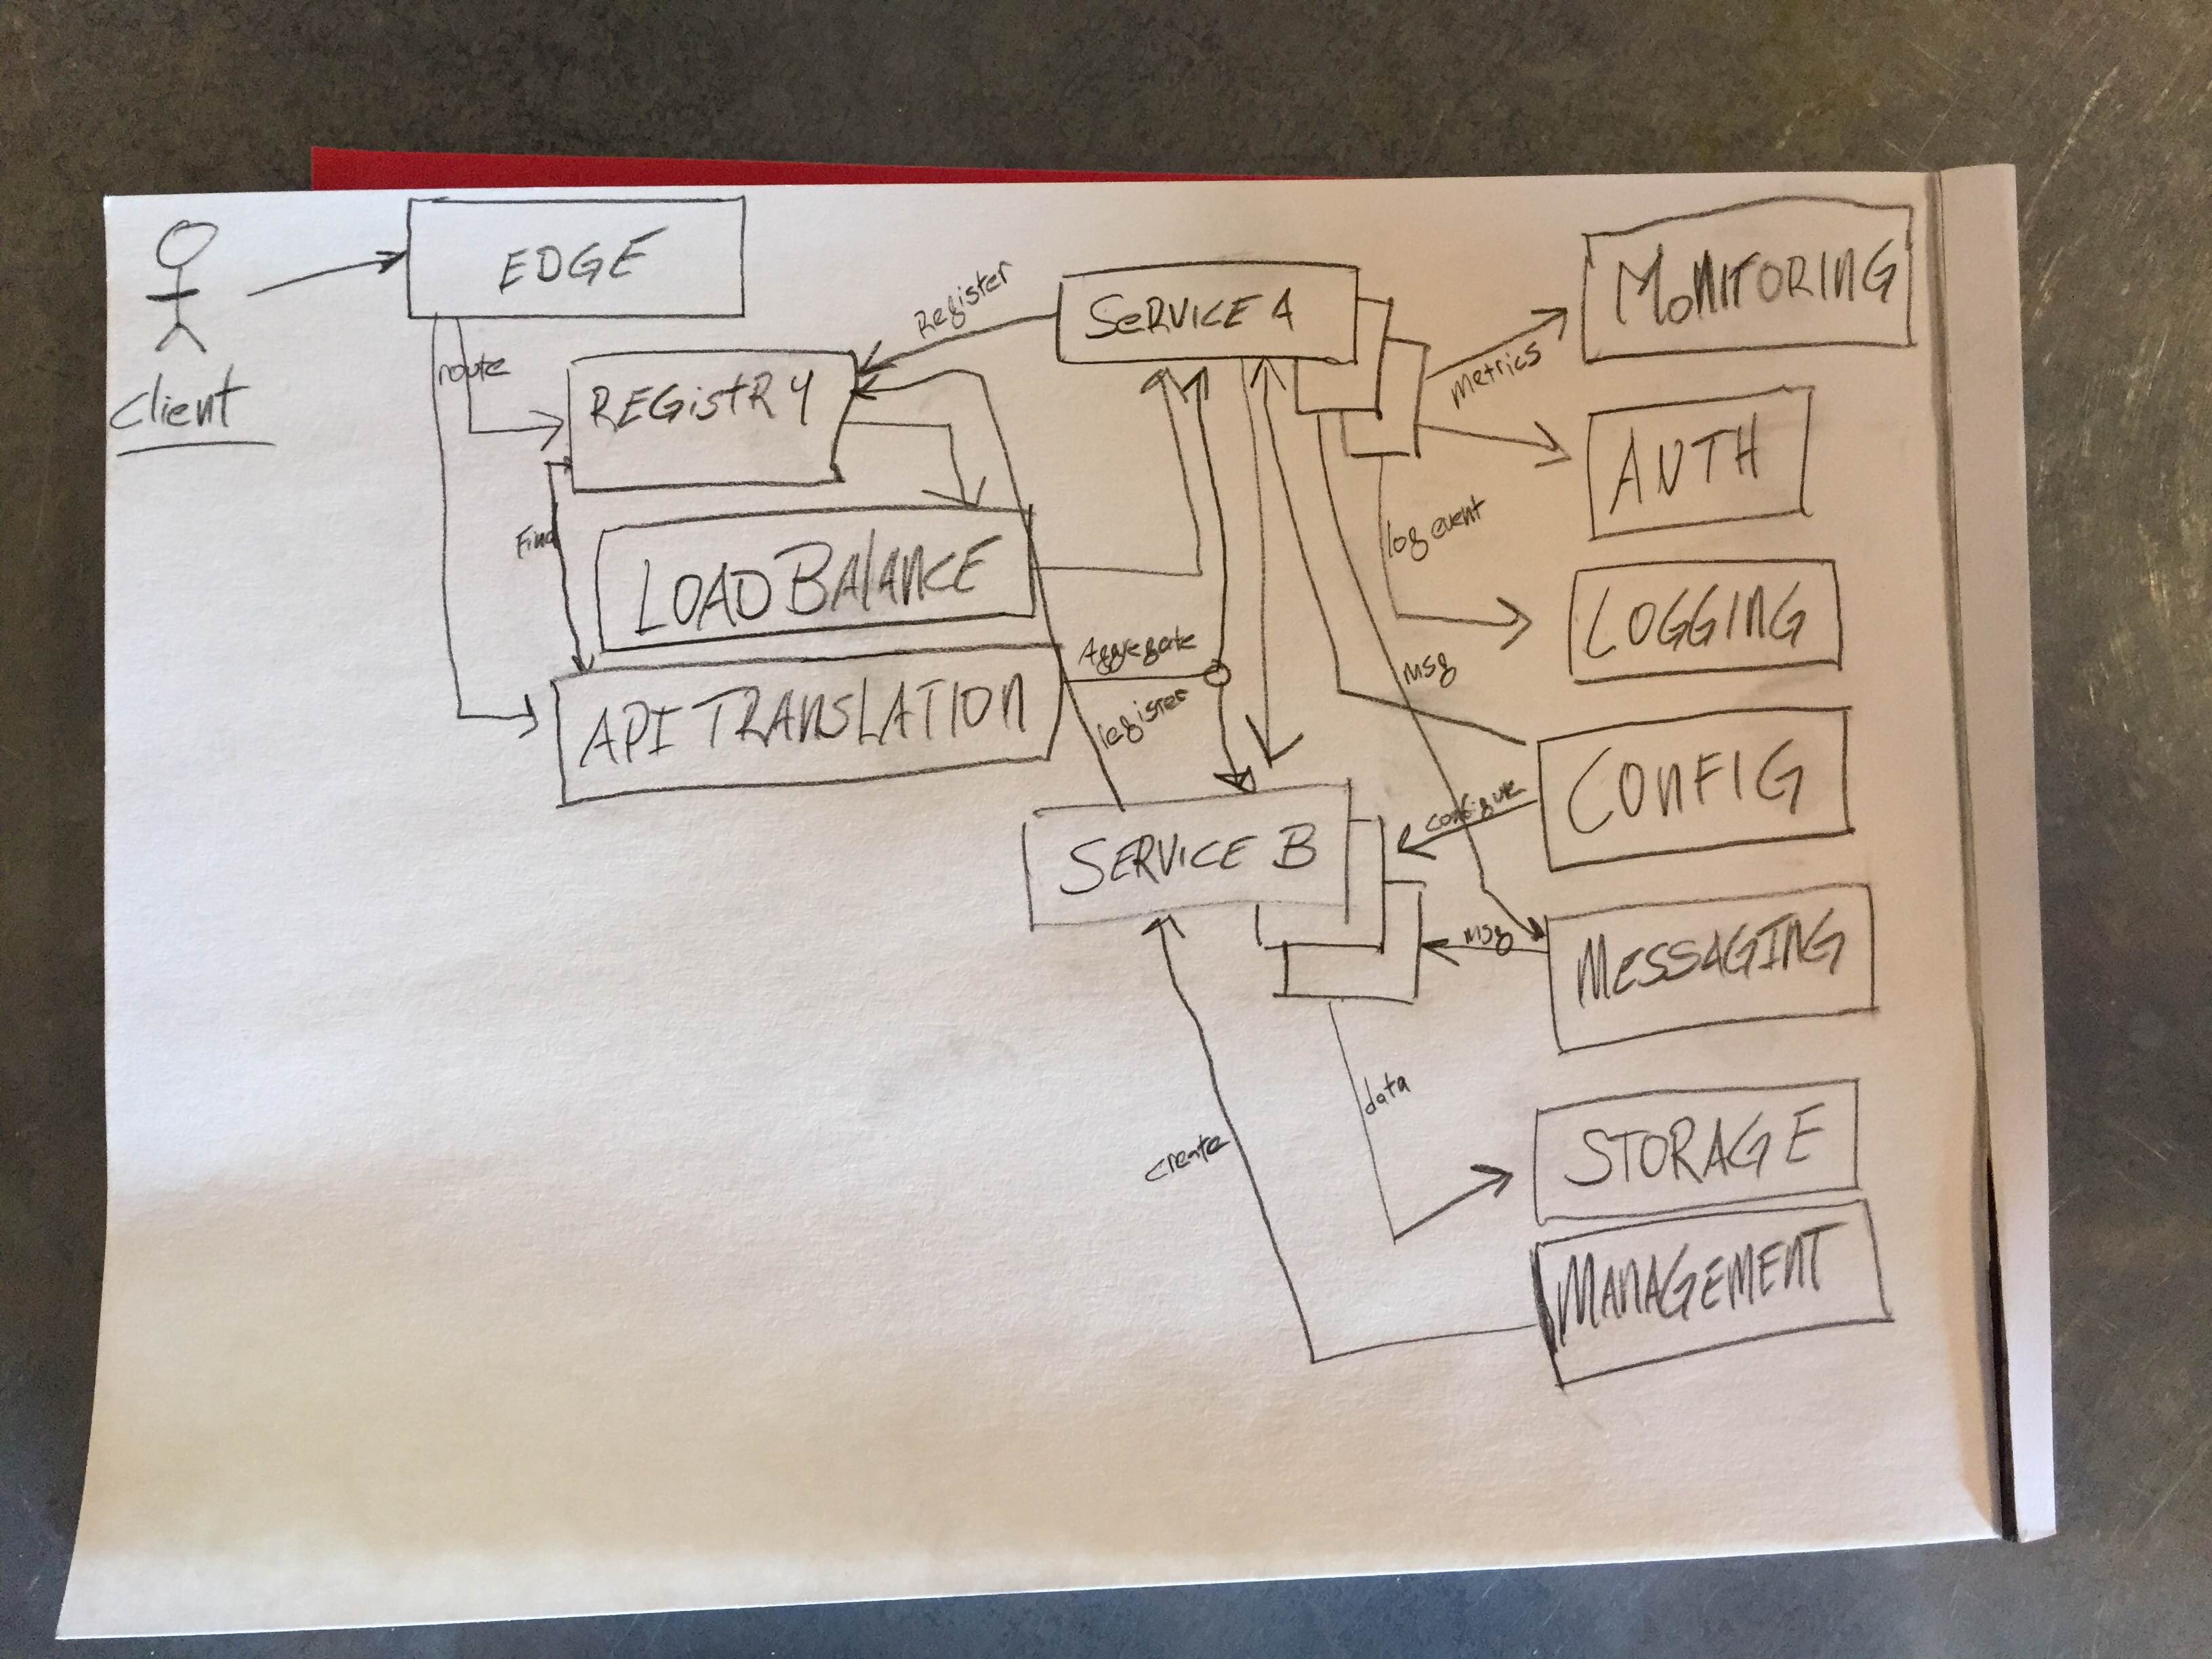 client
EDGE
route
REGISTRY
Find
LOAD BALANCE
API TRANSLATION
Register
Aggregate
SERVICE A
SERVICE B
create
data
msg
configure
msg
log event
metrics
MONITORING
AUTH
LOGGING
CONFIG
MESSAGING
STORAGE
MANAGEMENT